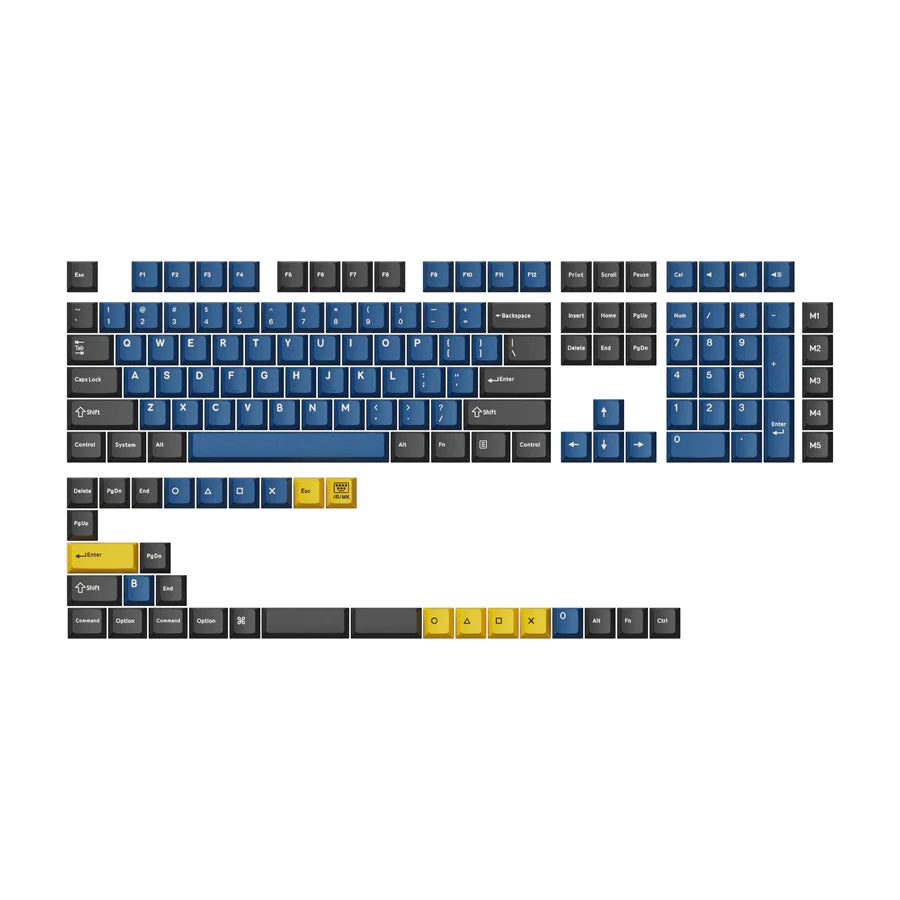 Esc F1 F2 F3 F4 F5 F6 F7 F8 F9 F10 F11 F12 Print Scroll Pause Cal
~ ! @ # $ % ^ & * ( ) — +
` 1 2 3 4 5 6 7 8 9 0 - = ←Backspace Insert Home PgUp Num / * - M1
Tab Q W E R T Y U I O P { } | Delete End PgDn 7 8 9 + M2
[ ] \
Caps Lock A S D F G H J K L : " Enter 4 5 6 M3
; '
Shift Z X C V B N M < > ? Shift ↑ 1 2 3 Enter M4
, . /
Control System Alt Alt Fn Control ← ↓ → 0 . M5
Delete PgDn End ○ △ □ ✕ Esc /R/MK
PgUp
Enter PgDn
Shift B End
Command Option Command Option ⌘ ○ △ □ ✕ 0 Alt Fn Ctrl